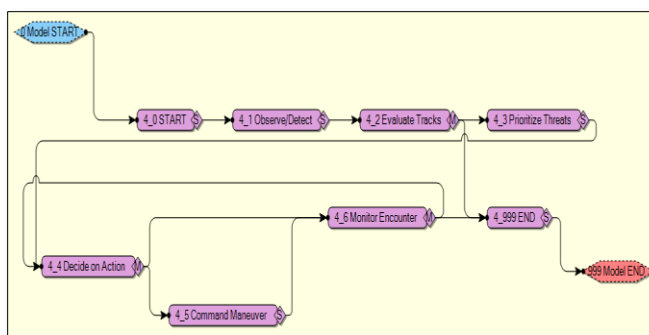 0 Model START
4_0 START S
4_1 Observe/Detect S
4_2 Evaluate Tracks M
4_3 Prioritize Threats S
4_6 Monitor Encounter M
4_999 END S
4_4 Decide on Action M
999 Model END
4_5 Command Maneuver S